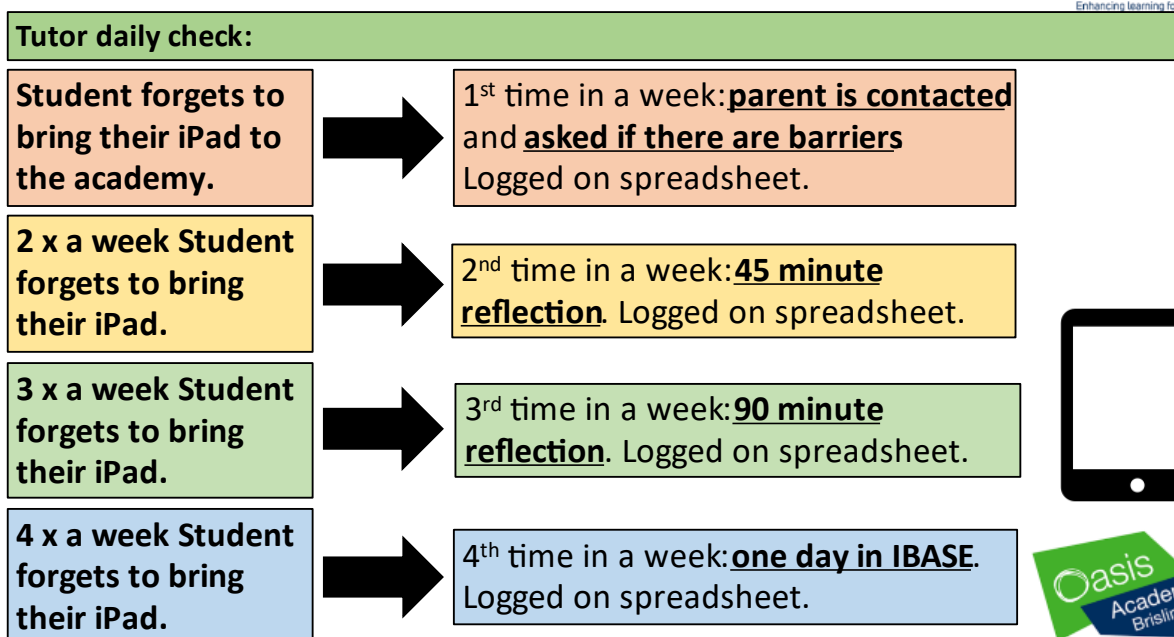 Enhancing learning fo
Tutor daily check:
Student forgets to
bring their iPad to
the academy.
1st time in a week: parent is contacted
and asked if there are barriers
Logged on spreadsheet.
2 x a week Student
forgets to bring
their iPad.
2nd time in a week: 45 minute
reflection. Logged on spreadsheet.
3 x a week Student
forgets to bring
their iPad.
3rd time in a week: 90 minute
reflection. Logged on spreadsheet.
4 x a week Student
forgets to bring
their iPad.
4th time in a week: one day in IBASE.
Logged on spreadsheet.
Oasis
Academ
Brislin